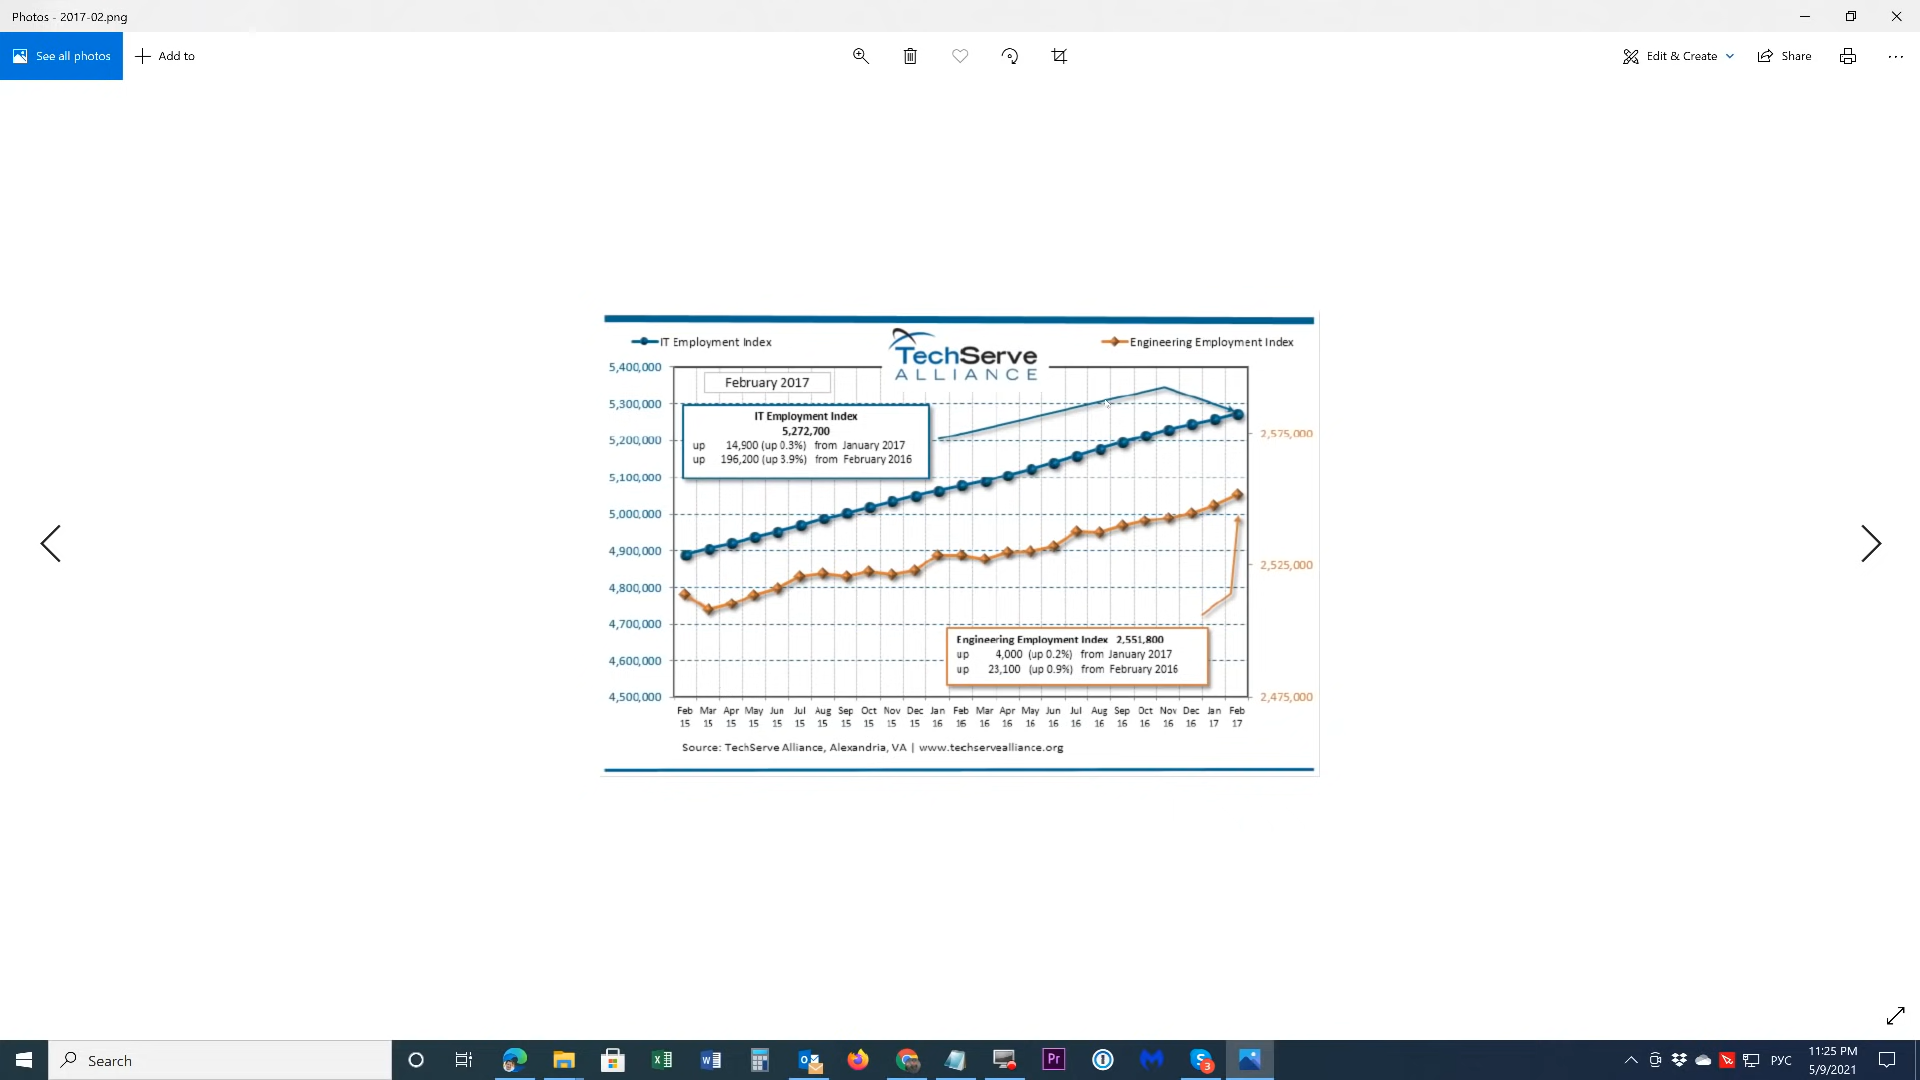 Photos - 2017-02.png
See all photos
Add to
Edit & Create
Share
IT Employment Index
TechServe
ALLIANCE
Engineering Employment Index
5,400,000
5,300,000
5,200,000
5,100,000
5,000,000
4,900,000
4,800,000
4,700,000
4,600,000
4,500,000
February 2017
IT Employment Index
5,272,700
up 14,900 (up 0.3%) from January 2017
up 196,200 (up 3.9%) from February 2016
2,575,000
2,525,000
2,475,000
Engineering Employment Index 2,551,800
up 4,000 (up 0.2%) from January 2017
up 23,100 (up 0.9%) from February 2016
Feb Mar Apr May Jun Jul Aug Sep Oct Nov Dec Jan Feb Mar Apr May Jun Jul Aug Sep Oct Nov Dec Jan Feb
15 15 15 15 15 15 15 15 15 15 15 16 16 16 16 16 16 16 16 16 16 16 16 17 17
Source: TechServe Alliance, Alexandria, VA | www.techservealliance.org
Search
Pr
3
РУС
11:25 PM
5/9/2021